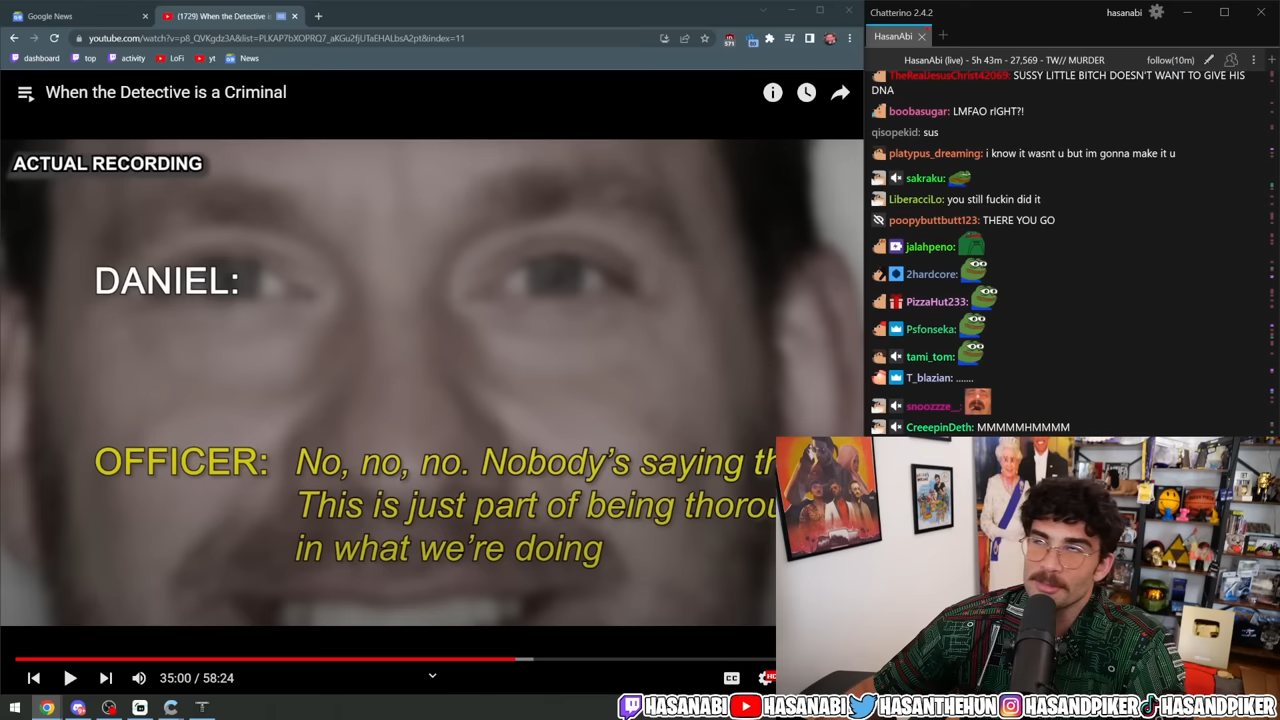 Google News
(1729) When the Detective is
Chatterino 2.4.2
hasanabi
youtube.com/watch?v=p8_QVKgdz3A&list=PLKAP7bXOPRQ7_aKGu2fjUTaEHALbsA2pt&index=11
571
HasanAbi
dashboard
top
activity
LoFi
yt
News
HasanAbi (live) - 5h 43m - 27,569 - TW// MURDER
follow(10m)
When the Detective is a Criminal
TheRealJesusChrist42069: SUSSY LITTLE BITCH DOESN'T WANT TO GIVE HIS
DNA
boobasugar: LMFAO rIGHT?!
qisopekid: sus
platypus_dreaming: i know it wasnt u but im gonna make it u
sakraku:
LiberacciLo: you still fuckin did it
poopybuttbutt123: THERE YOU GO
jalahpeno:
2hardcore:
PizzaHut233:
Psfonseka:
tami_tom:
T_blazian: .......
snoozzze_:
CreeepinDeth: MMMMMHMMMM
ACTUAL RECORDING
DANIEL:
OFFICER: No, no, no. Nobody's saying th
This is just part of being thorou
in what we're doing
35:00 / 58:24
CC
HD
HASANABI
HASANABI
HASANTHEHUN
HASANDPIKER
HASANDPIKER